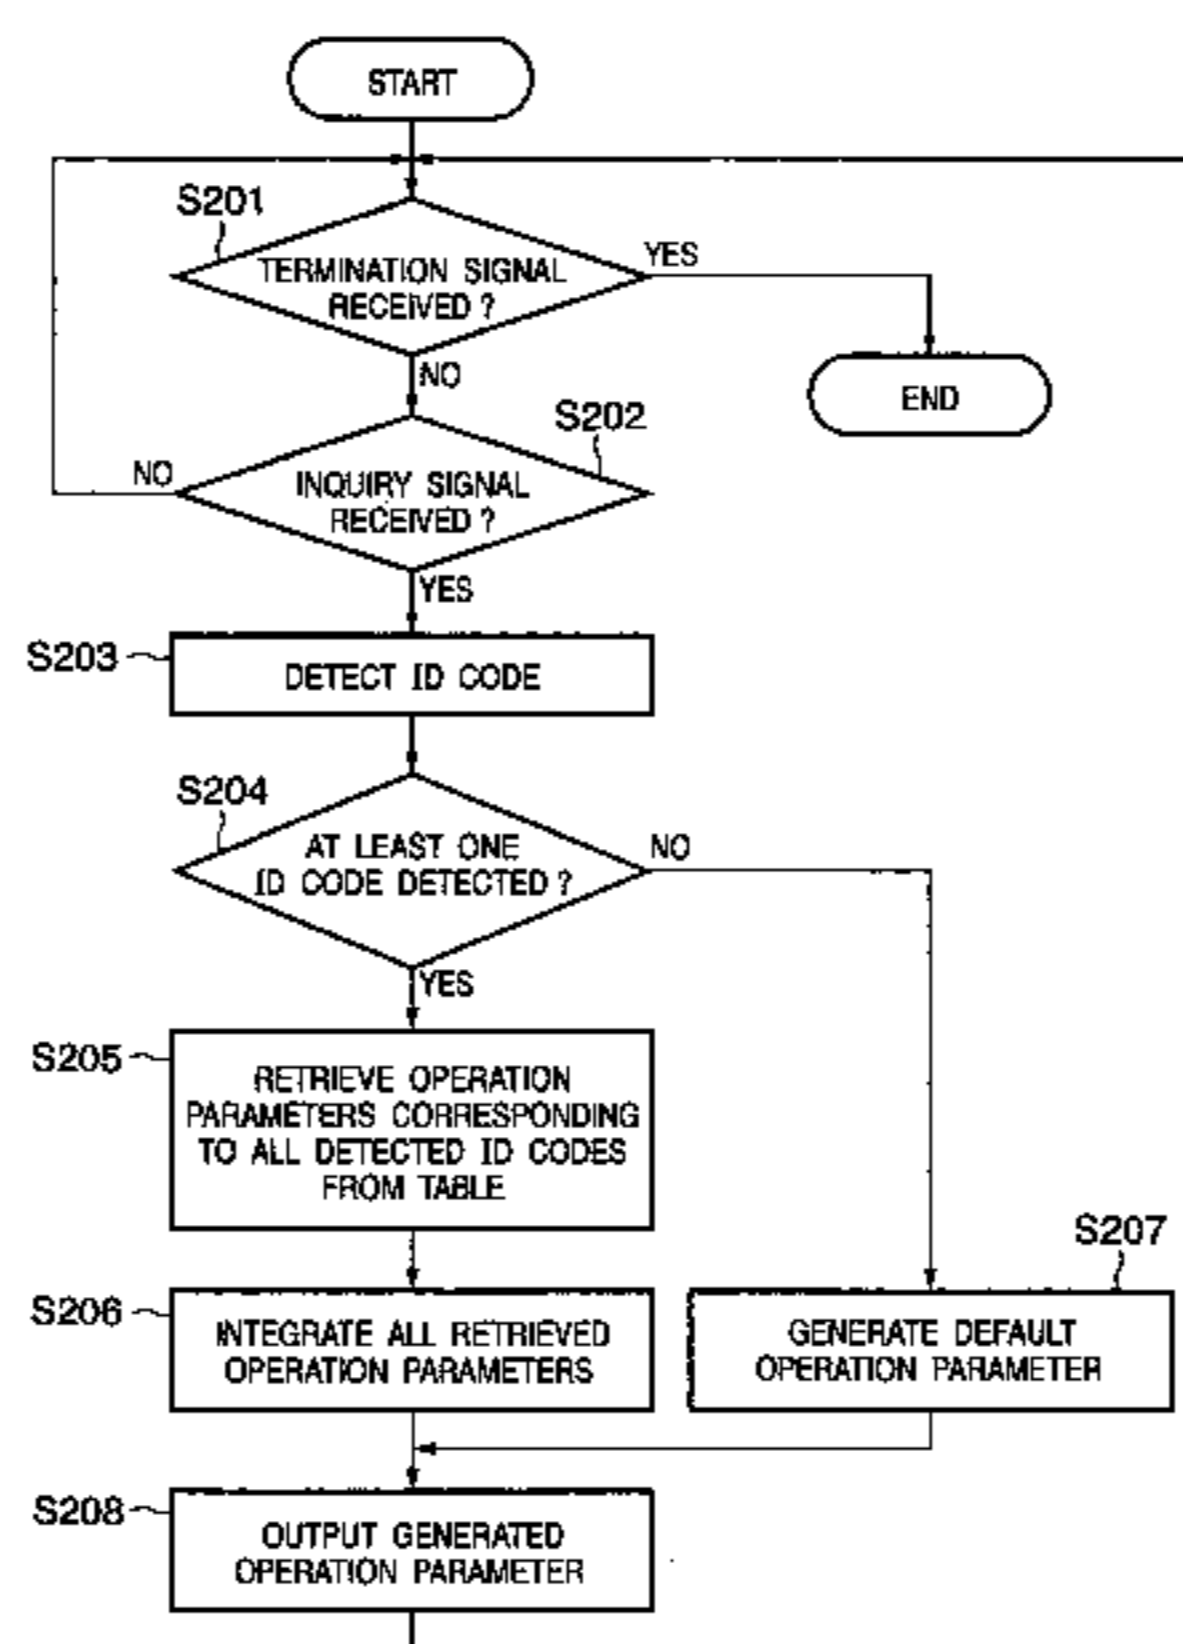 START
S201
TERMINATION SIGNAL
RECEIVED ?
YES
END
NO
S202
INQUIRY SIGNAL
RECEIVED ?
NO
YES
S203
DETECT ID CODE
S204
AT LEAST ONE
ID CODE DETECTED ?
NO
YES
S205
RETRIEVE OPERATION
PARAMETERS CORRESPONDING
TO ALL DETECTED ID CODES
FROM TABLE
S206
INTEGRATE ALL RETRIEVED
OPERATION PARAMETERS
S207
GENERATE DEFAULT
OPERATION PARAMETER
S208
OUTPUT GENERATED
OPERATION PARAMETER